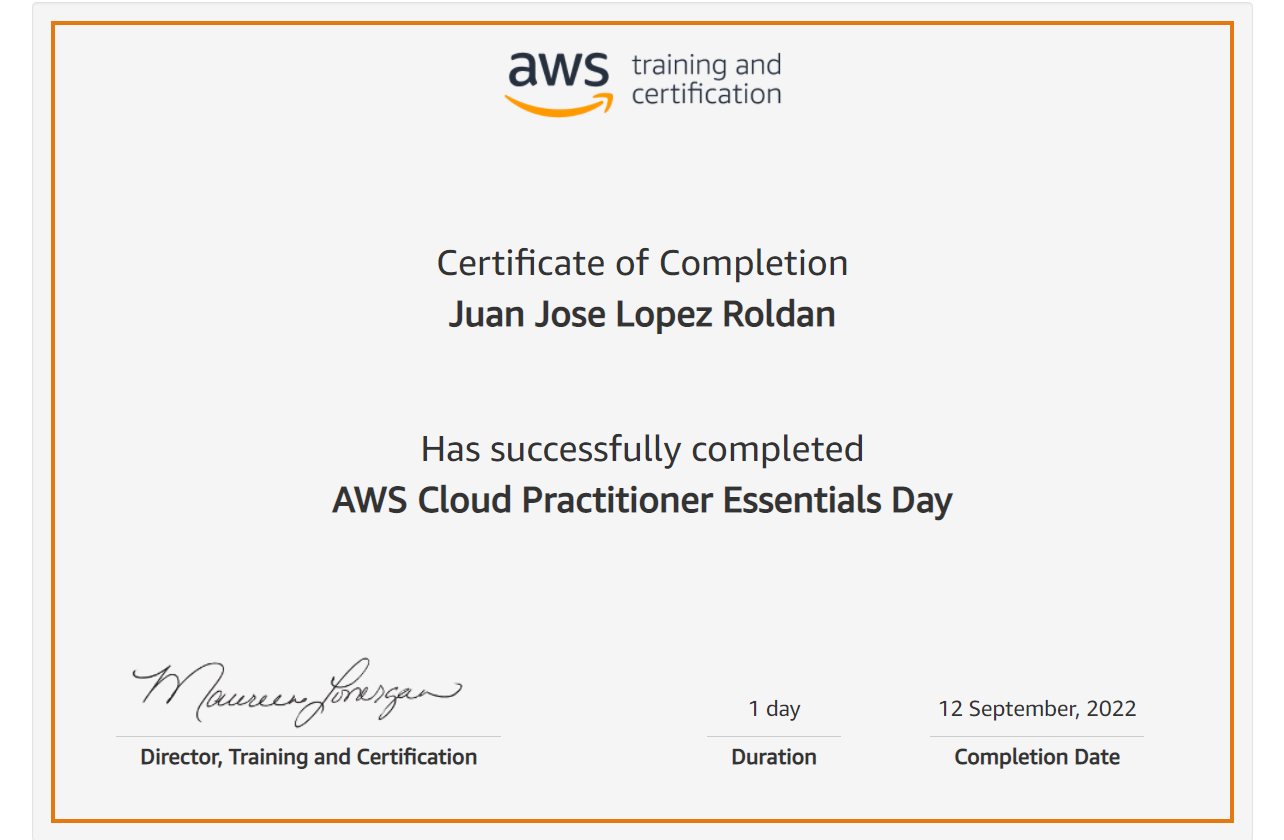 aws training and
certification
Certificate of Completion
Juan Jose Lopez Roldan
Has successfully completed
AWS Cloud Practitioner Essentials Day
Maureen Lonergan
1 day
12 September, 2022
Director, Training and Certification
Duration
Completion Date